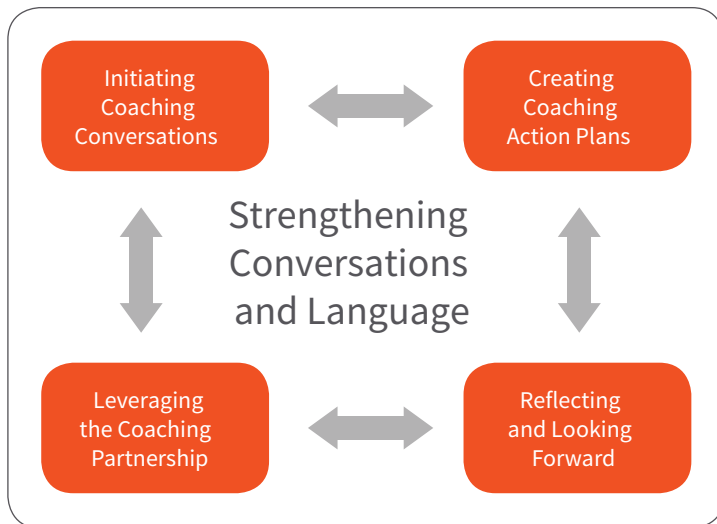 Initiating
Coaching
Conversations
Creating
Coaching
Action Plans
Strengthening
Conversations
and Language
Leveraging
the Coaching
Partnership
Reflecting
and Looking
Forward